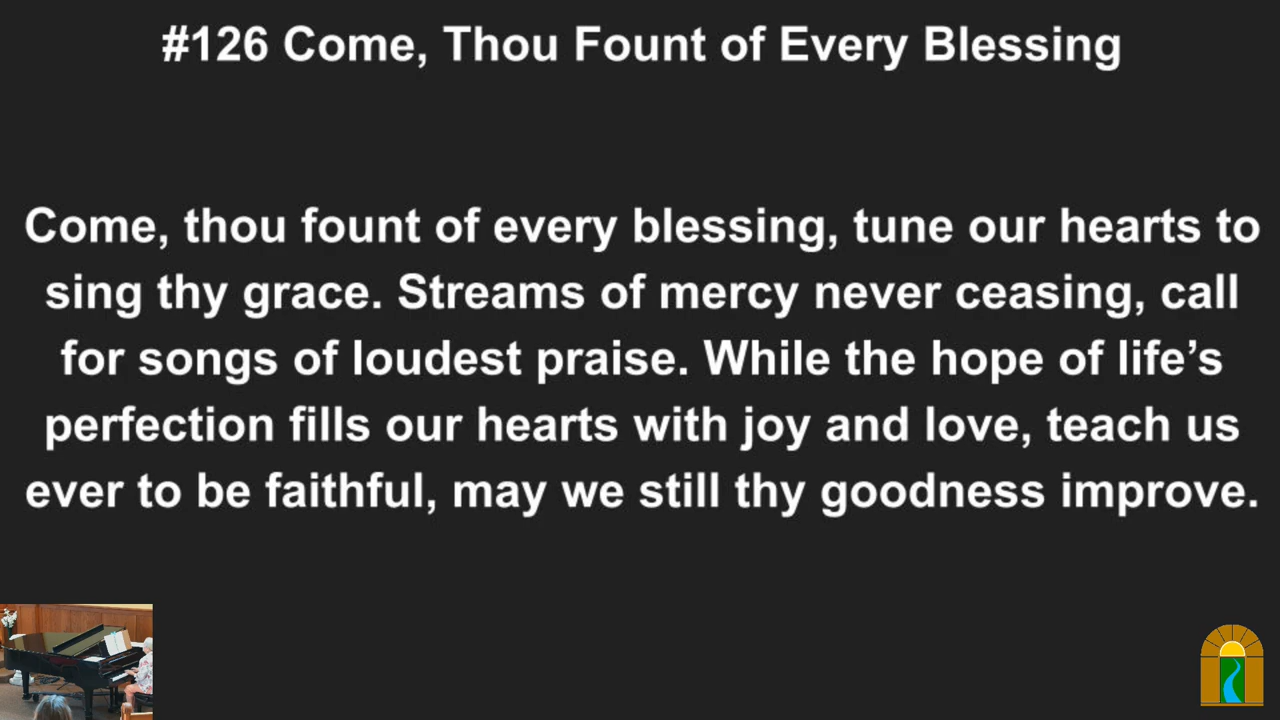 #126 Come, Thou Fount of Every Blessing
Come, thou fount of every blessing, tune our hearts to
sing thy grace. Streams of mercy never ceasing, call
for songs of loudest praise. While the hope of life’s
perfection fills our hearts with joy and love, teach us
ever to be faithful, may we still thy goodness improve.